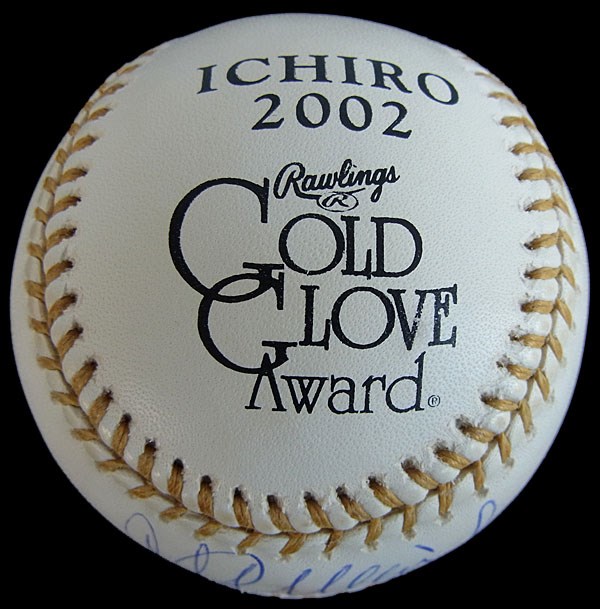 ICHIRO
2002
Rawlings
®
GOLD
GLOVE
Award®